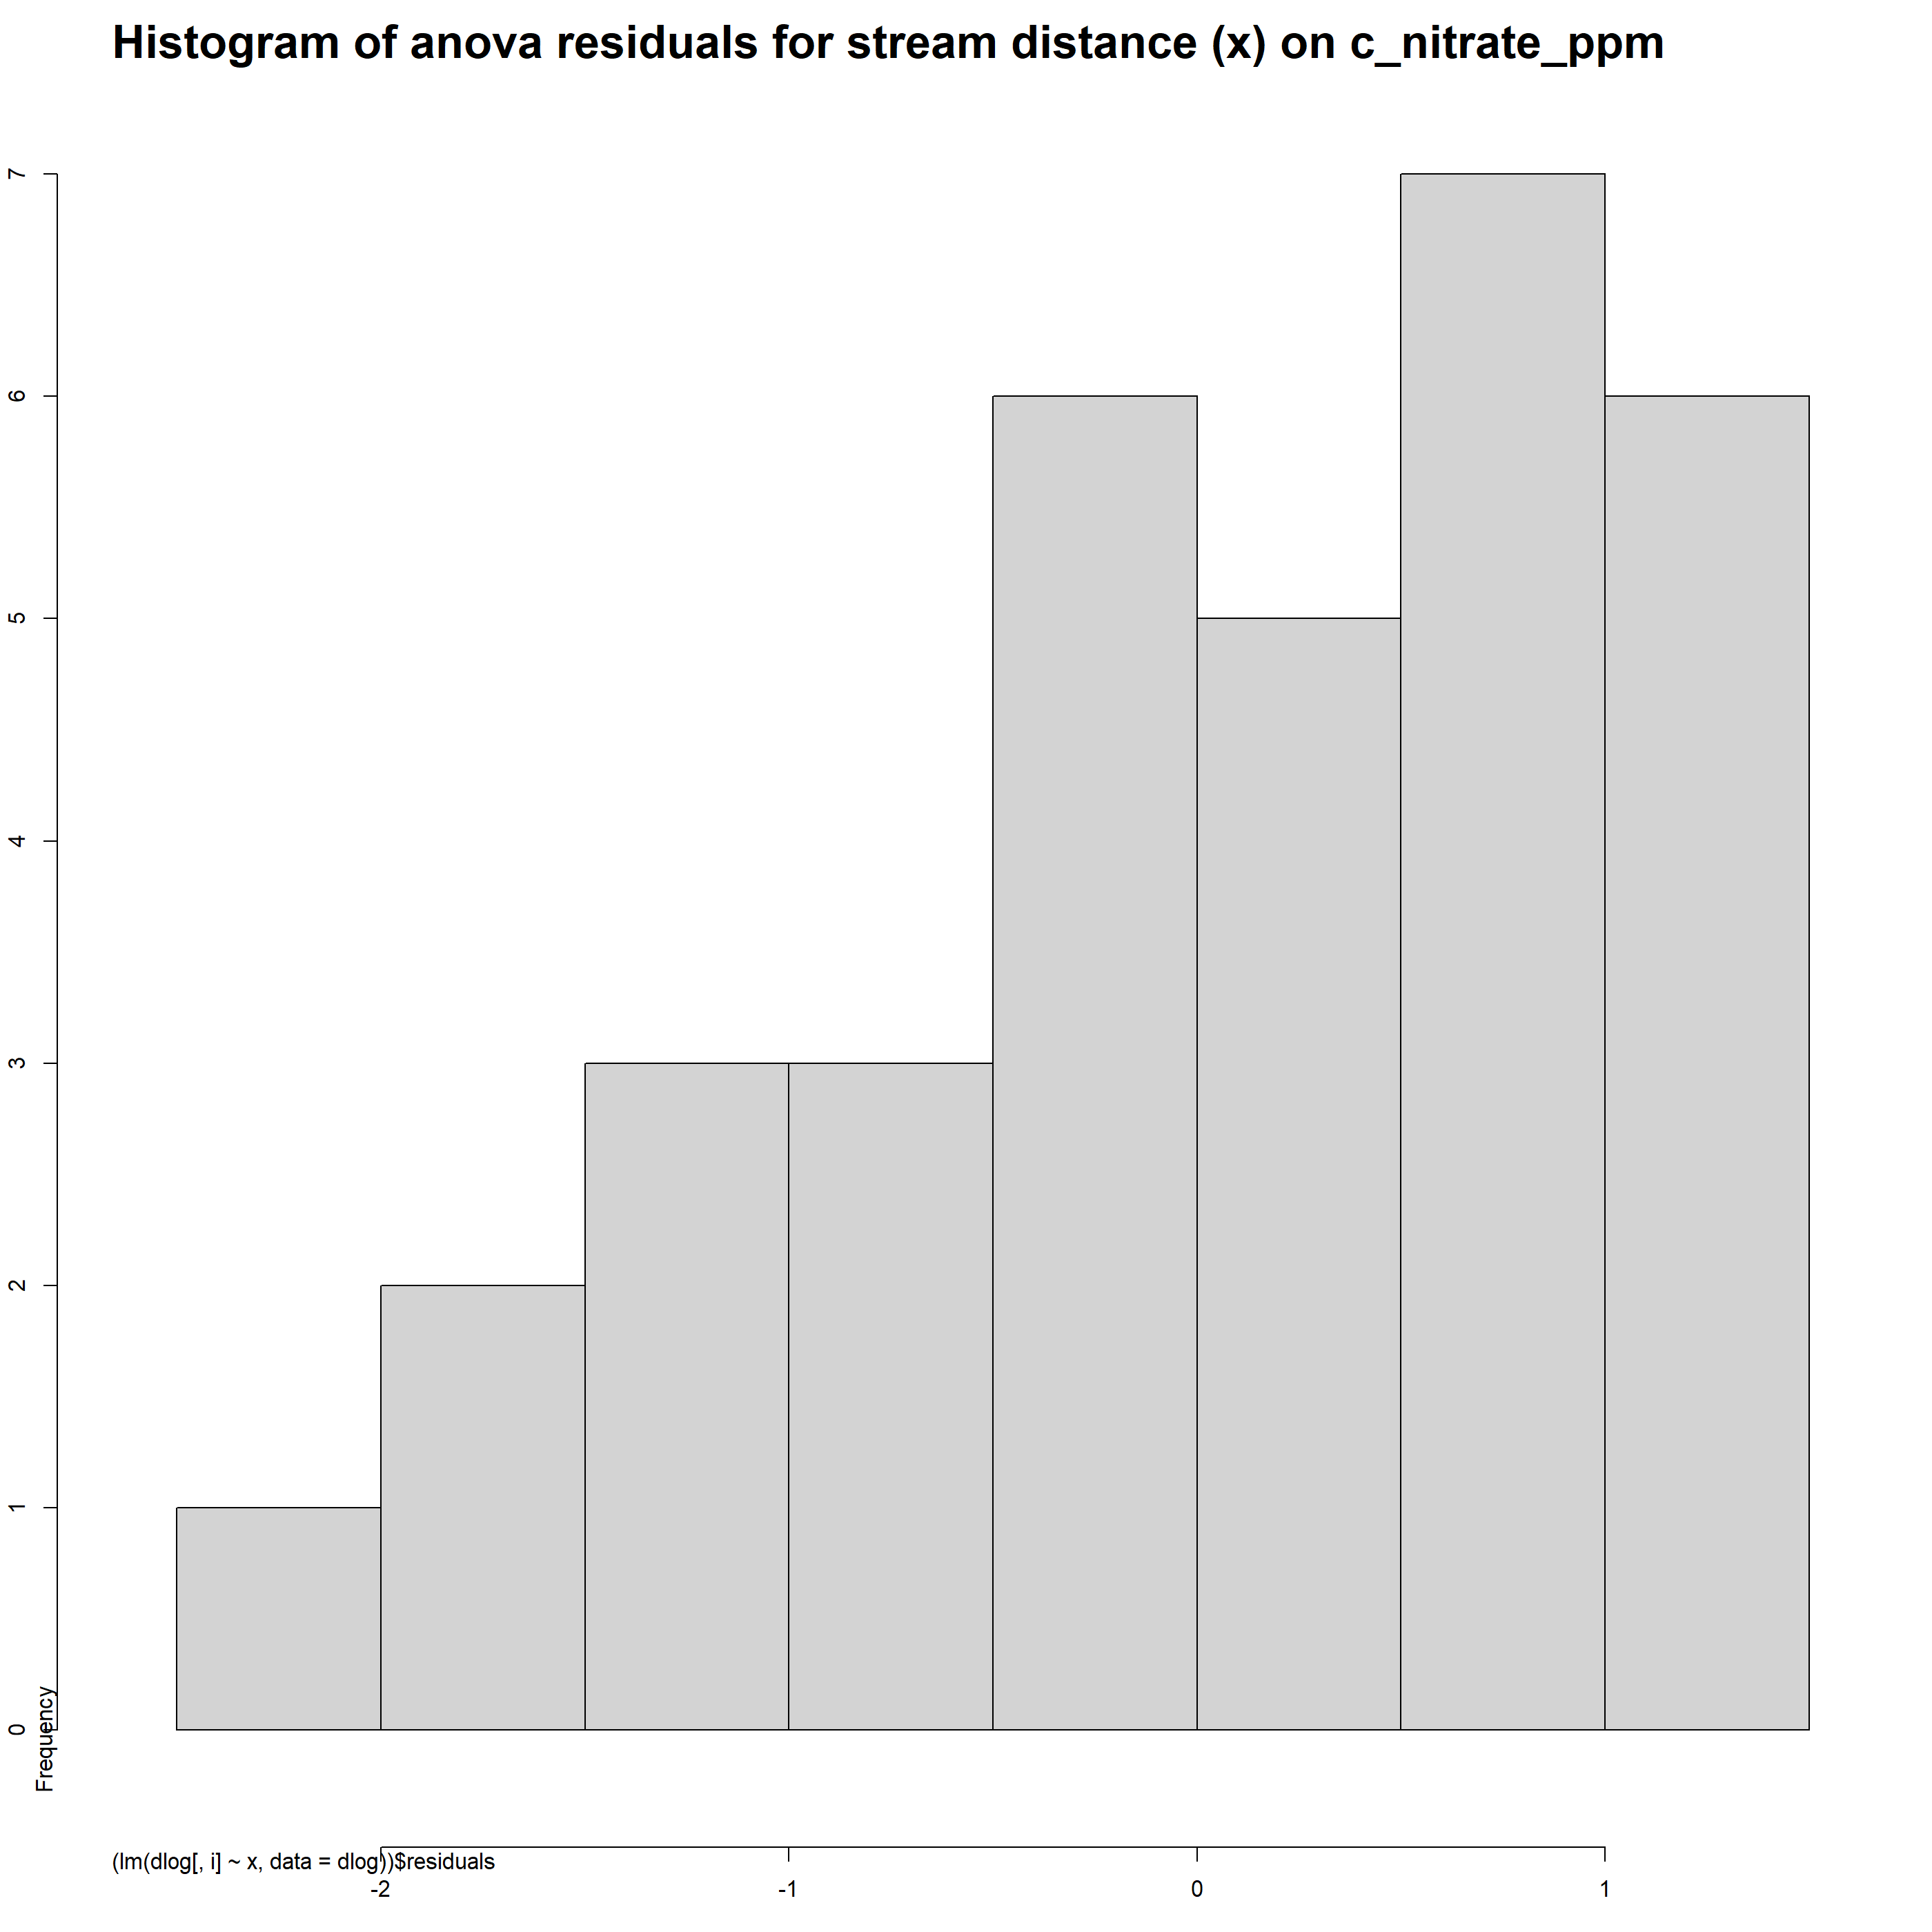 Histogram of anova residuals for stream distance (x) on c_nitrate_ppm
7
6
5
4
3
2
1
0
Frequency
(lm(dlog[, i] ~ x, data = dlog))$residuals
-2 -1 0 1